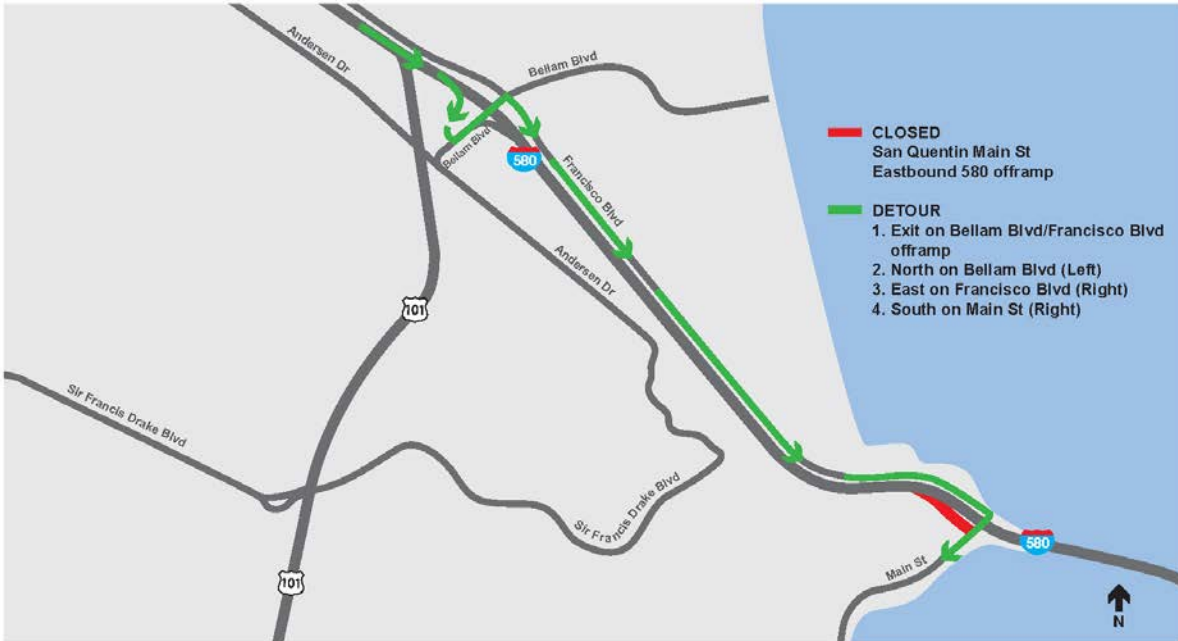 Andersen Dr
Bellam Blvd
Bellam Blvd
580
Francisco Blvd
CLOSED
San Quentin Main St
Eastbound 580 offramp
DETOUR
1. Exit on Bellam Blvd/Francisco Blvd
offramp
2. North on Bellam Blvd (Left)
3. East on Francisco Blvd (Right)
4. South on Main St (Right)
Andersen Dr
101
Sir Francis Drake Blvd
Sir Francis Drake Blvd
580
Main St
101
N